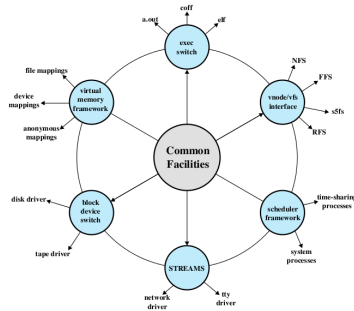 coff
a.out
elf
exec
switch
NFS
FFS
s5fs
RFS
vnode/vfs
interface
file mappings
device
mappings
anonymous
mappings
virtual
memory
framework
Common
Facilities
disk driver
tape driver
block
device
switch
time-sharing
processes
system
processes
scheduler
framework
STREAMS
network
driver
tty
driver